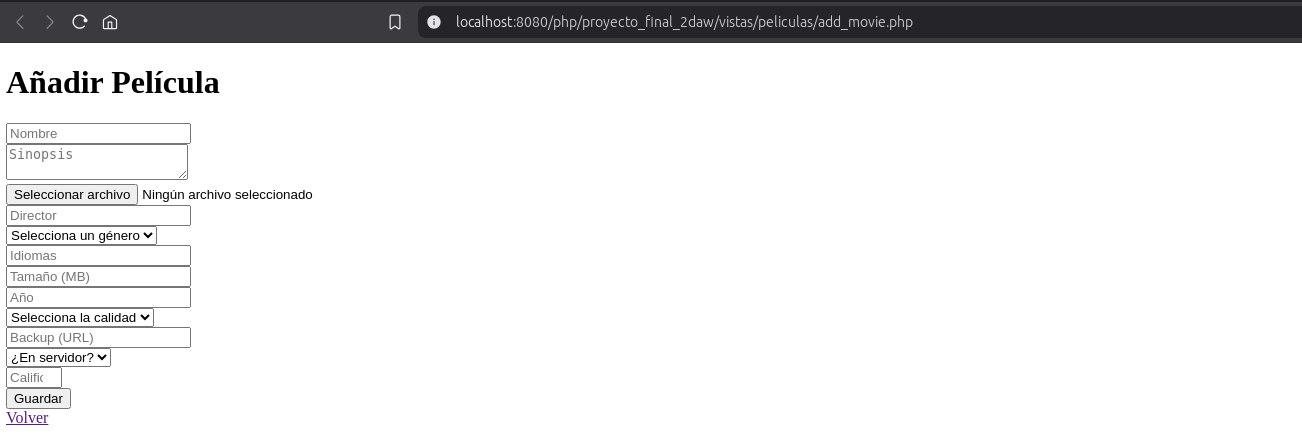 localhost:8080/php/proyecto_final_2daw/vistas/peliculas/add_movie.php
Añadir Película
Nombre
Sinopsis
Seleccionar archivo Ningún archivo seleccionado
Director
Selecciona un género
Idiomas
Tamaño (MB)
Año
Selecciona la calidad
Backup (URL)
¿En servidor?
Califi
Guardar
Volver